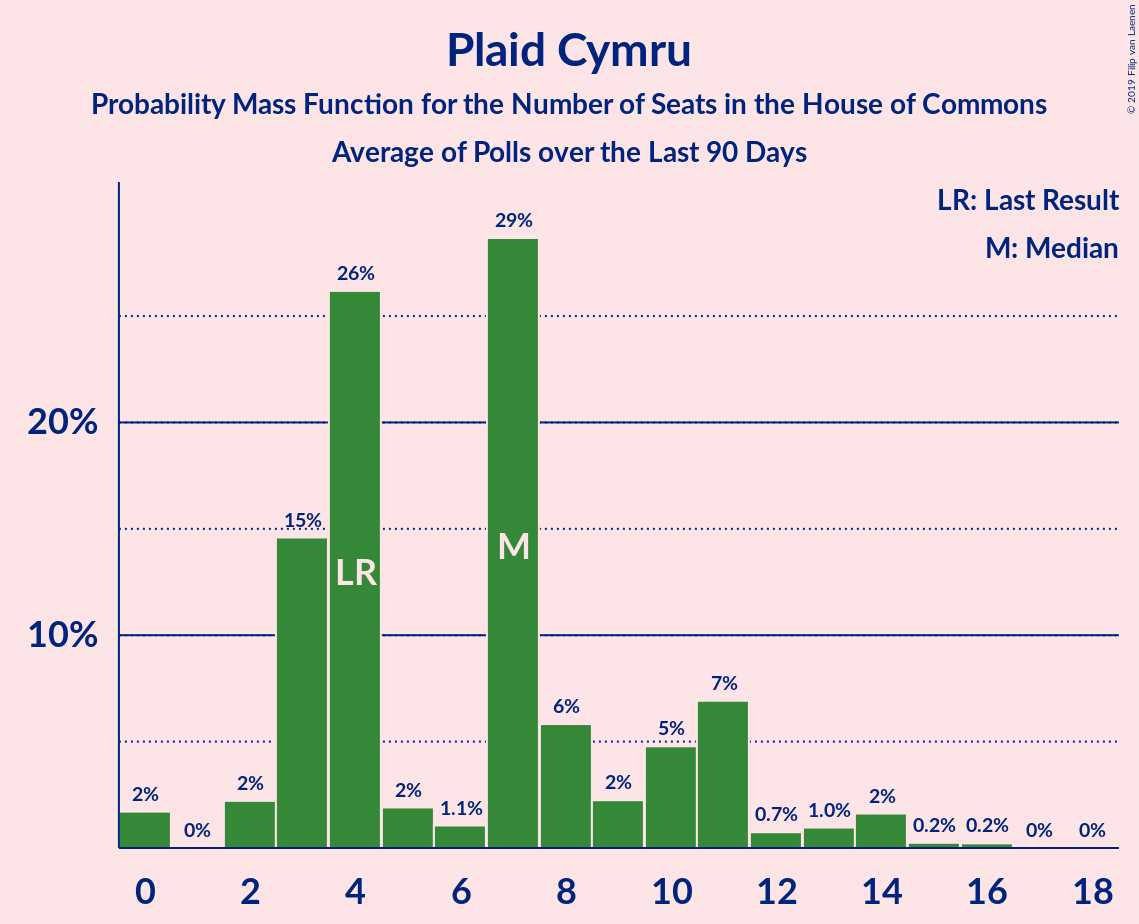 Plaid Cymru
Probability Mass Function for the Number of Seats in the House of Commons
Average of Polls over the Last 90 Days
© 2019 Filip van Laenen
LR: Last Result
M: Median
29%
26%
20%
15%
M
LR
10%
7%
6%
5%
2%
0%
2%
2%
1.1%
2%
0.7%
1.0%
2%
0.2%
0.2%
0%
0%
0 2 4 6 8 10 12 14 16 18